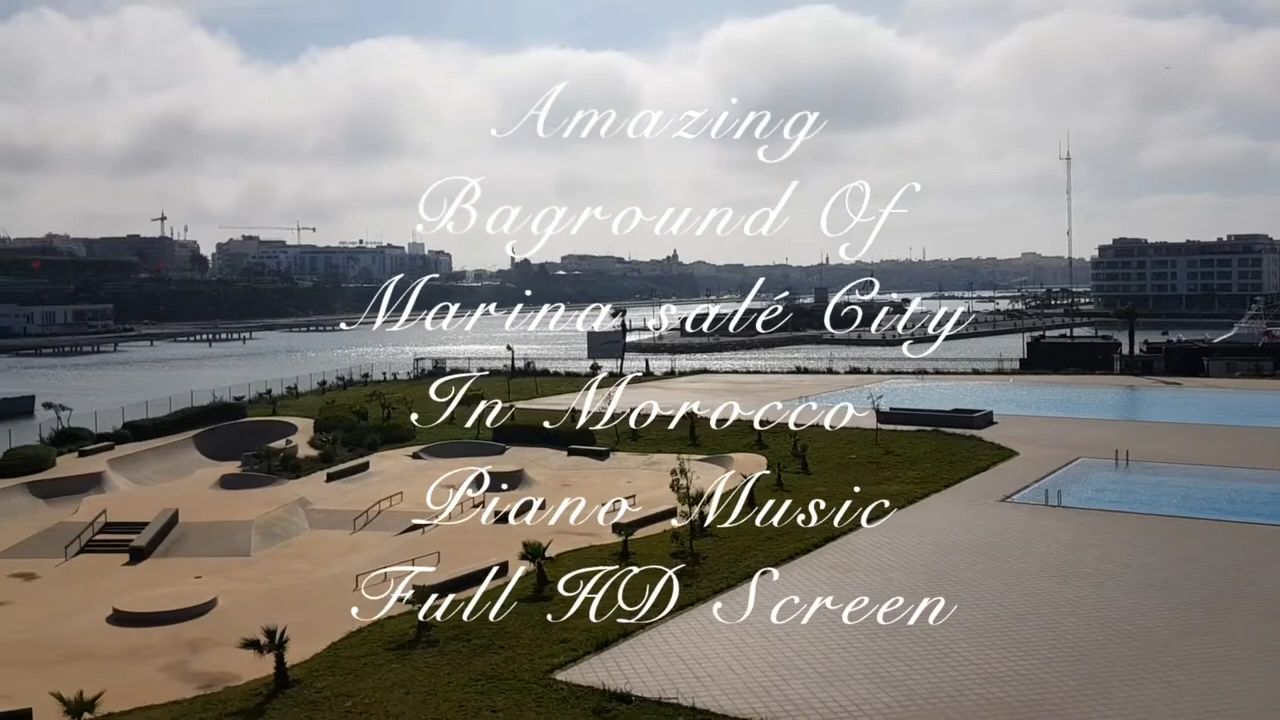 Amazing
Baground Of
Marina salé City
In Morocco
Piano Music
Full HD Screen